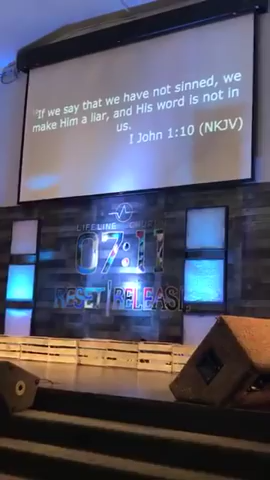 "If we say that we have not sinned, we
make Him a liar, and His word is not in
us.
I John 1:10 (NKJV)
LIFELINE CHURCH
07:11
RESET|RELEASE